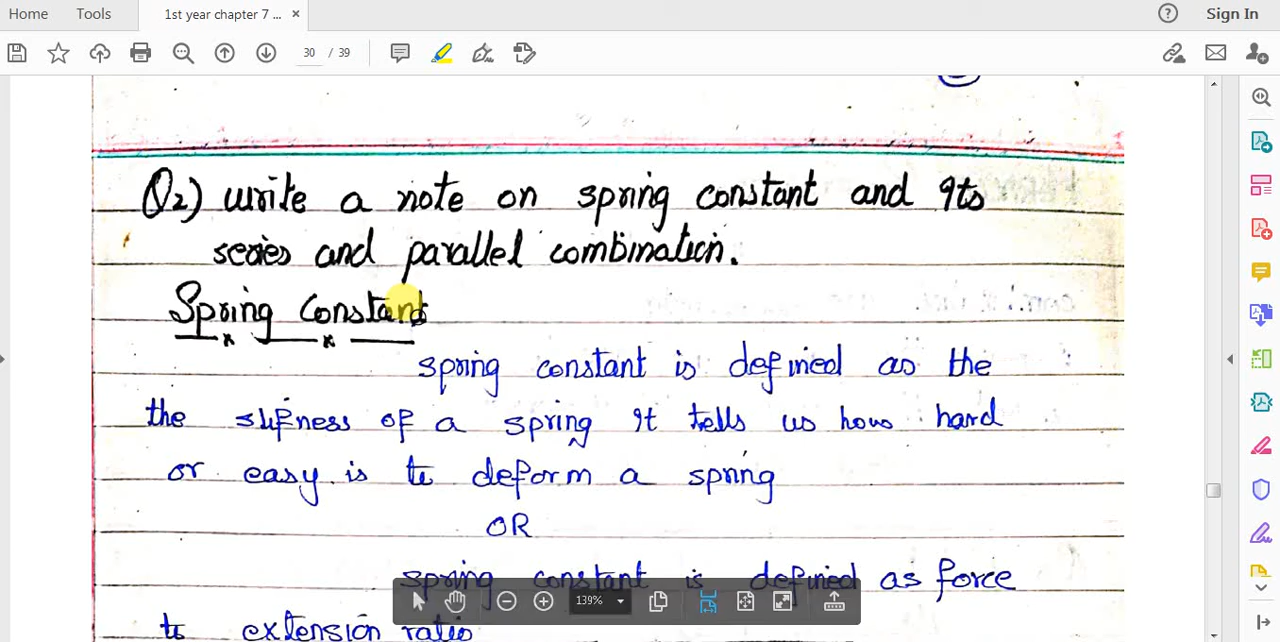 Home Tools 1st year chapter 7 ... × Sign In
30 / 39
Q2) write a note on spring constant and Its
series and parallel combination.
Spring Constant
spring constant is defined as the
the stifness of a spring It tells us how hard
or easy is to deform a spring
OR
spring constant is defined as force
to extension ratio
139%